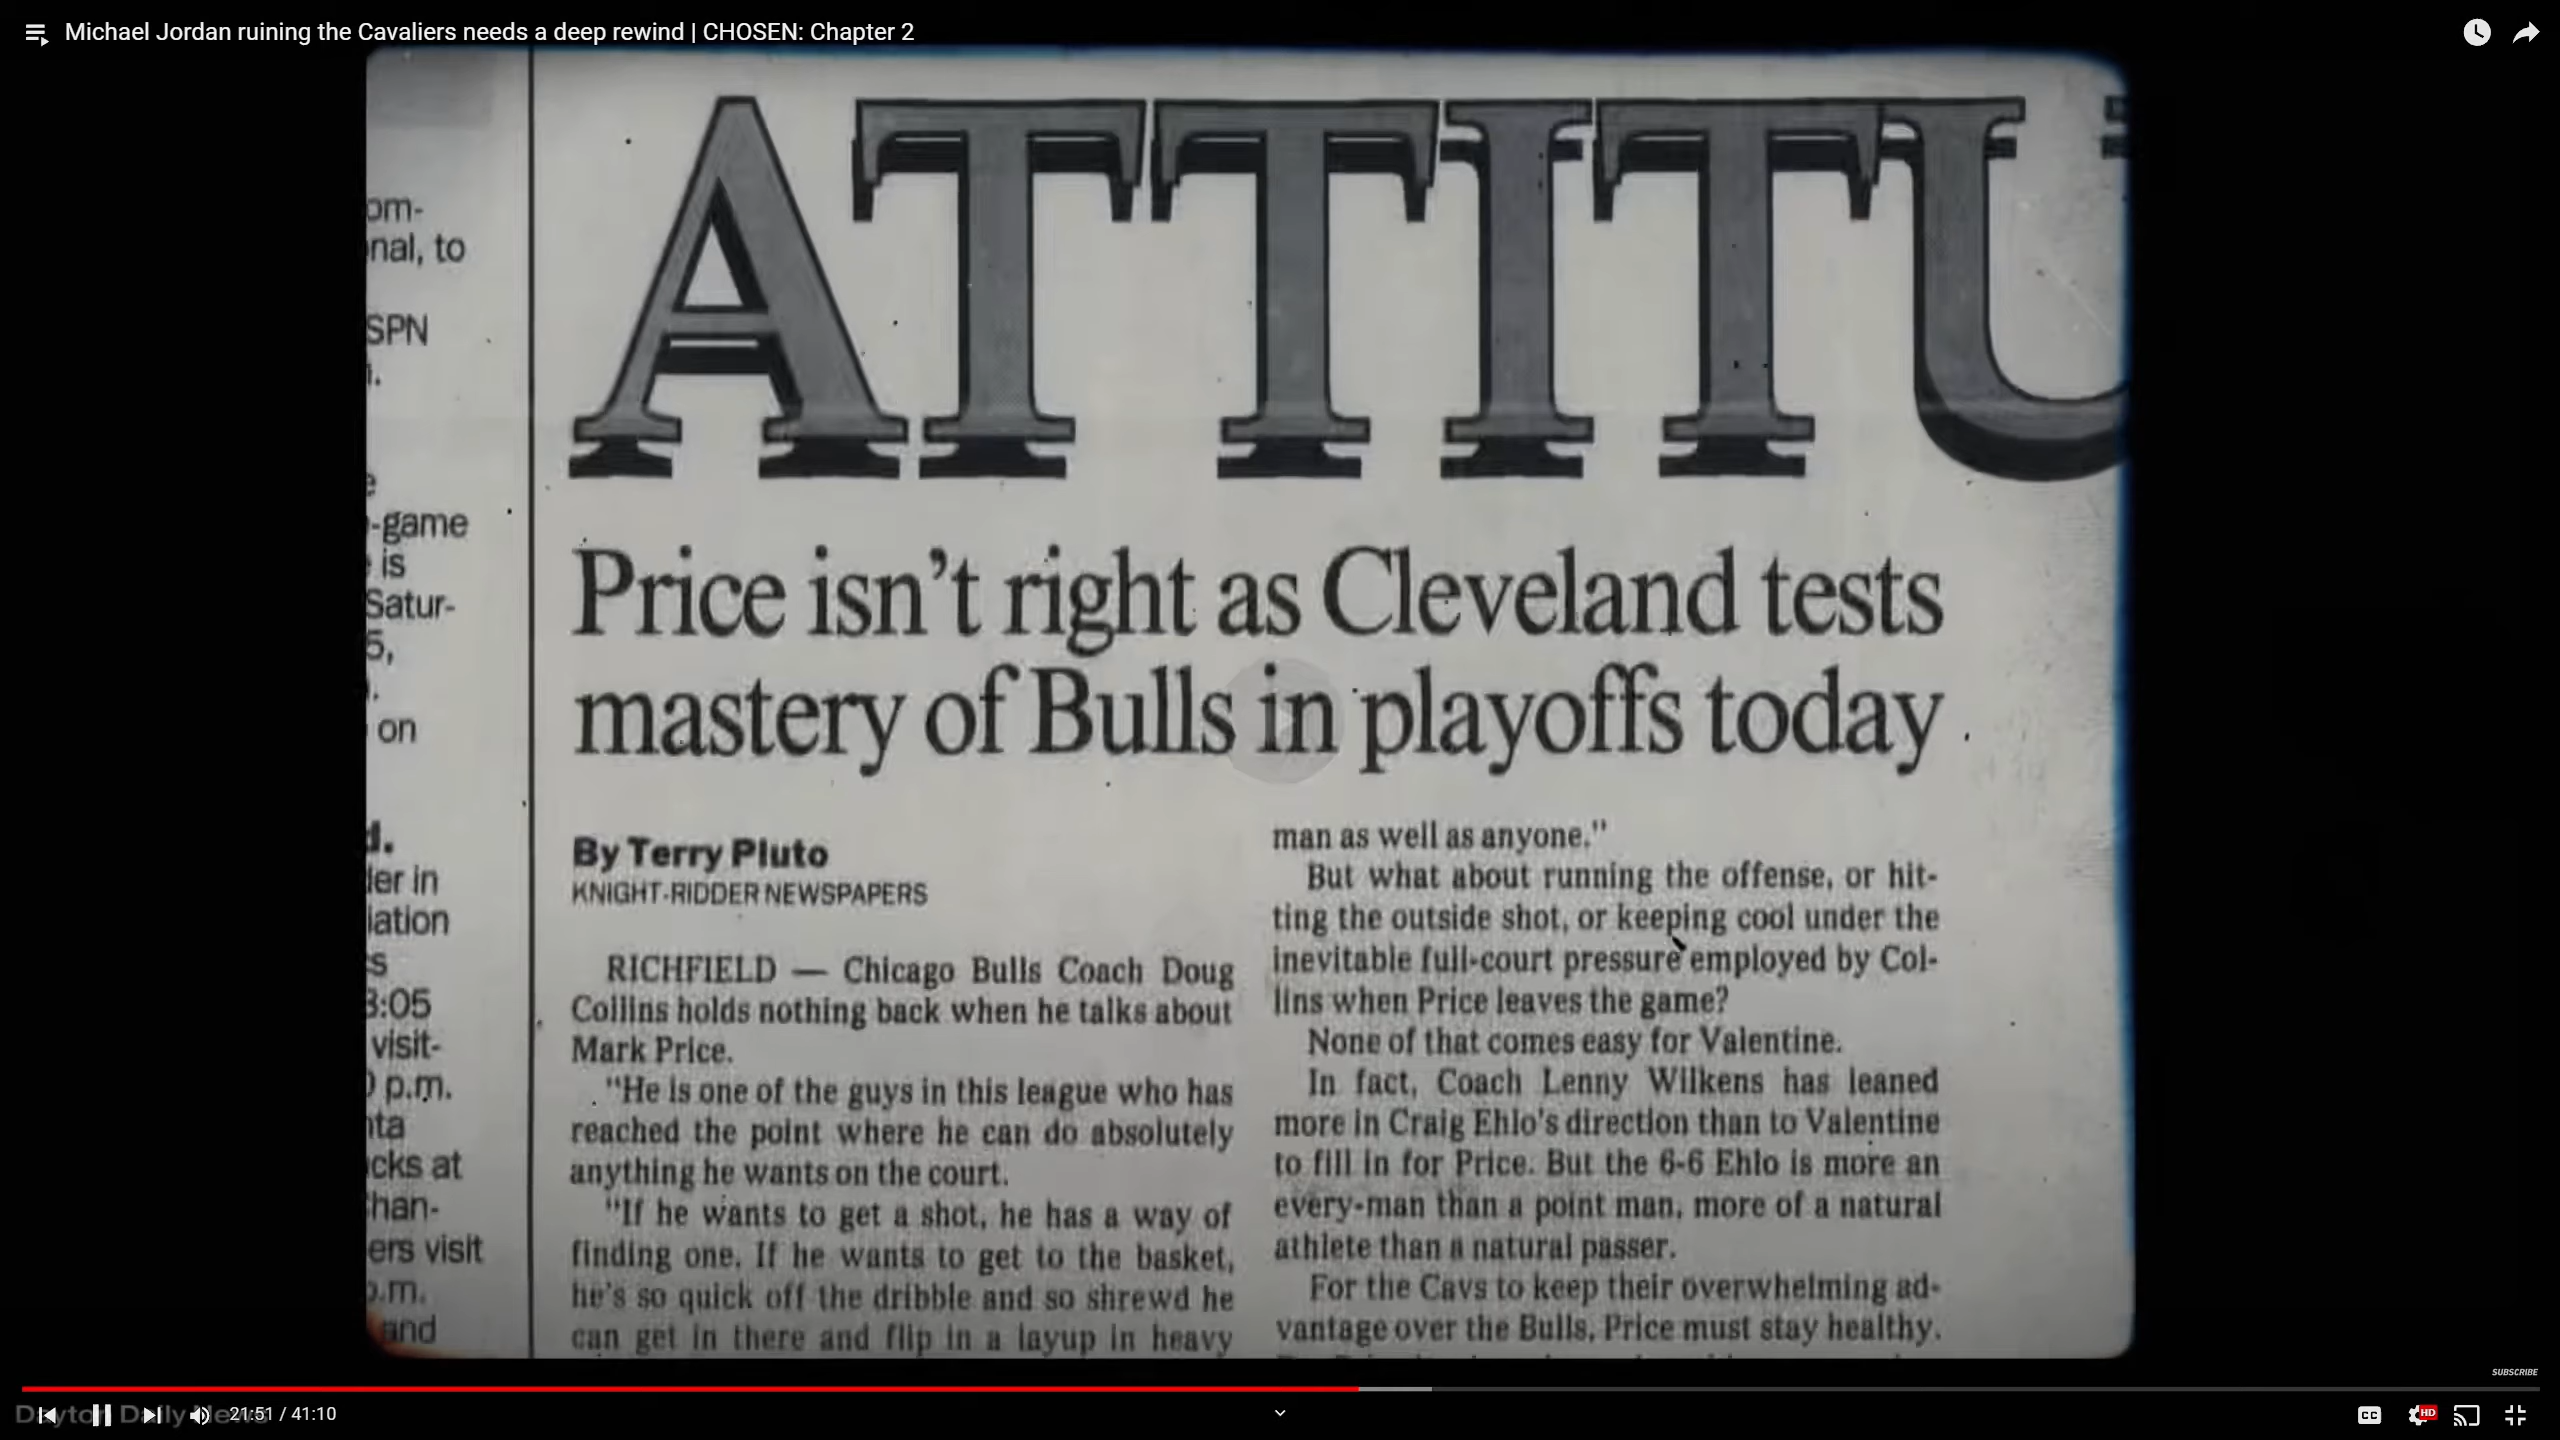 Michael Jordan ruining the Cavaliers needs a deep rewind | CHOSEN: Chapter 2
ATTITU
om-
nal, to
SPN
-game
is
Satur-
5,
on
Price isn't right as Cleveland tests
mastery of Bulls in playoffs today
d.
der in
iation
s
8:05
visit-
p.m.
nta
cks at
han-
ers visit
p.m.
and
By Terry Pluto
KNIGHT-RIDDER NEWSPAPERS
RICHFIELD — Chicago Bulls Coach Doug
Collins holds nothing back when he talks about
Mark Price.
"He is one of the guys in this league who has
reached the point where he can do absolutely
anything he wants on the court.
"If he wants to get a shot, he has a way of
finding one. If he wants to get to the basket,
he's so quick off the dribble and so shrewd he
can get in there and flip in a layup in heavy
man as well as anyone."
But what about running the offense, or hit-
ting the outside shot, or keeping cool under the
inevitable full-court pressure employed by Col-
lins when Price leaves the game?
None of that comes easy for Valentine.
In fact, Coach Lenny Wilkens has leaned
more in Craig Ehlo's direction than to Valentine
to fill in for Price. But the 6-6 Ehlo is more an
every-man than a point man, more of a natural
athlete than a natural passer.
For the Cavs to keep their overwhelming ad-
vantage over the Bulls, Price must stay healthy.
SUBSCRIBE
Dayton Daily News
21:51 / 41:10
CC
HD